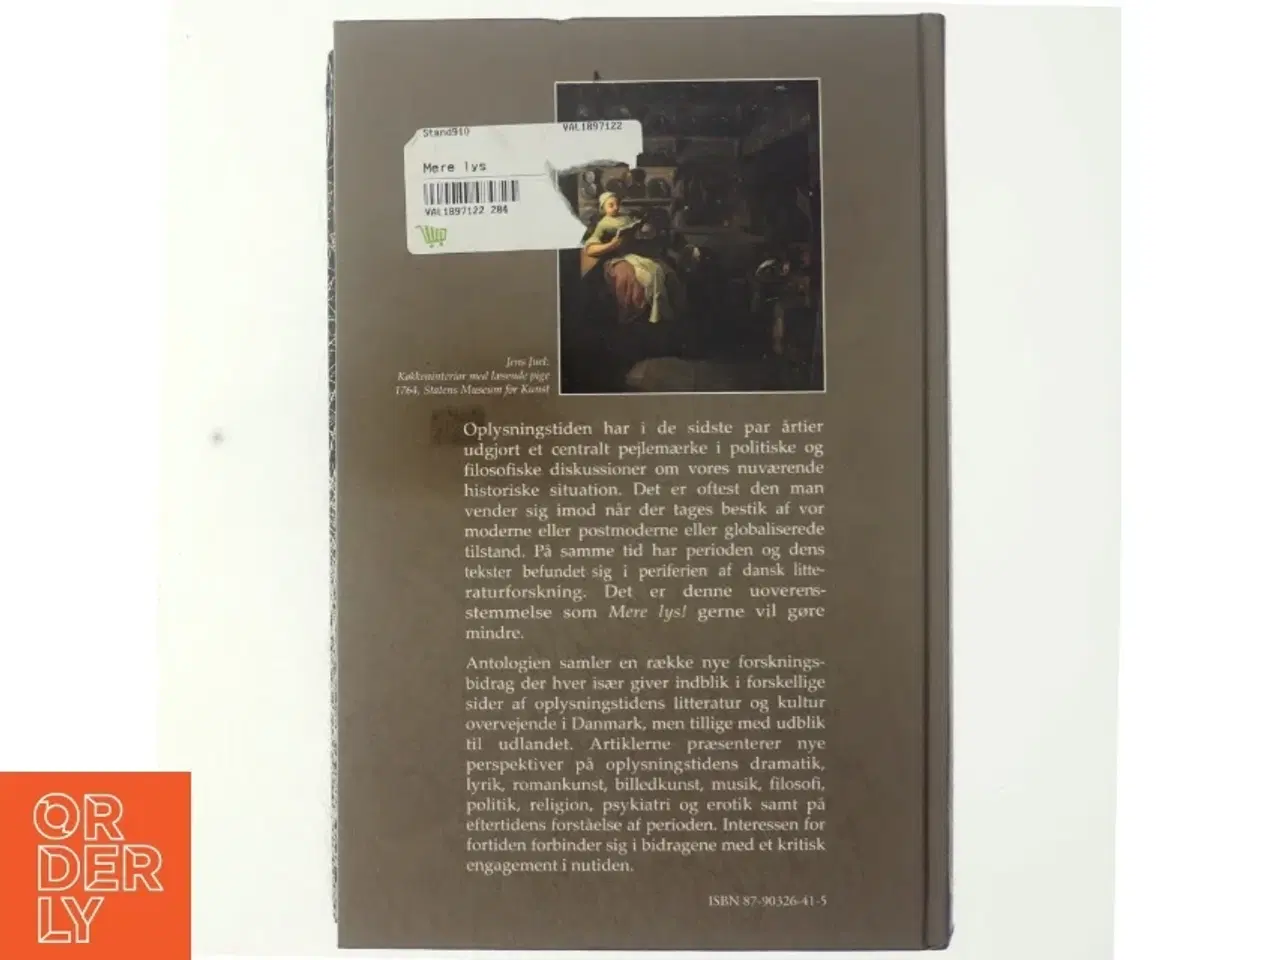 Stand910 VAL1897122
Mere lys
VAL1897122 286
Jens Juel:
Køkkeninteriør med læsende pige
1764, Statens Museum for Kunst
Oplysningstiden har i de sidste par årtier
udgjort et centralt pejlemærke i politiske og
filosofiske diskussioner om vores nuværende
historiske situation. Det er oftest den man
vender sig imod når der tages bestik af vor
moderne eller postmoderne eller globaliserede
tilstand. På samme tid har perioden og dens
tekster befundet sig i periferien af dansk litte-
raturforskning. Det er denne uoverens-
stemmelse som Mere lys! gerne vil gøre
mindre.
Antologien samler en række nye forsknings-
bidrag der hver især giver indblik i forskellige
sider af oplysningstidens litteratur og kultur
overvejende i Danmark, men tillige med udblik
til udlandet. Artiklerne præsenterer nye
perspektiver på oplysningstidens dramatik,
lyrik, romankunst, billedkunst, musik, filosofi,
politik, religion, psykiatri og erotik samt på
eftertidens forståelse af perioden. Interessen for
fortiden forbinder sig i bidragene med et kritisk
engagement i nutiden.
ISBN 87-90326-41-5
OR
DER
LY